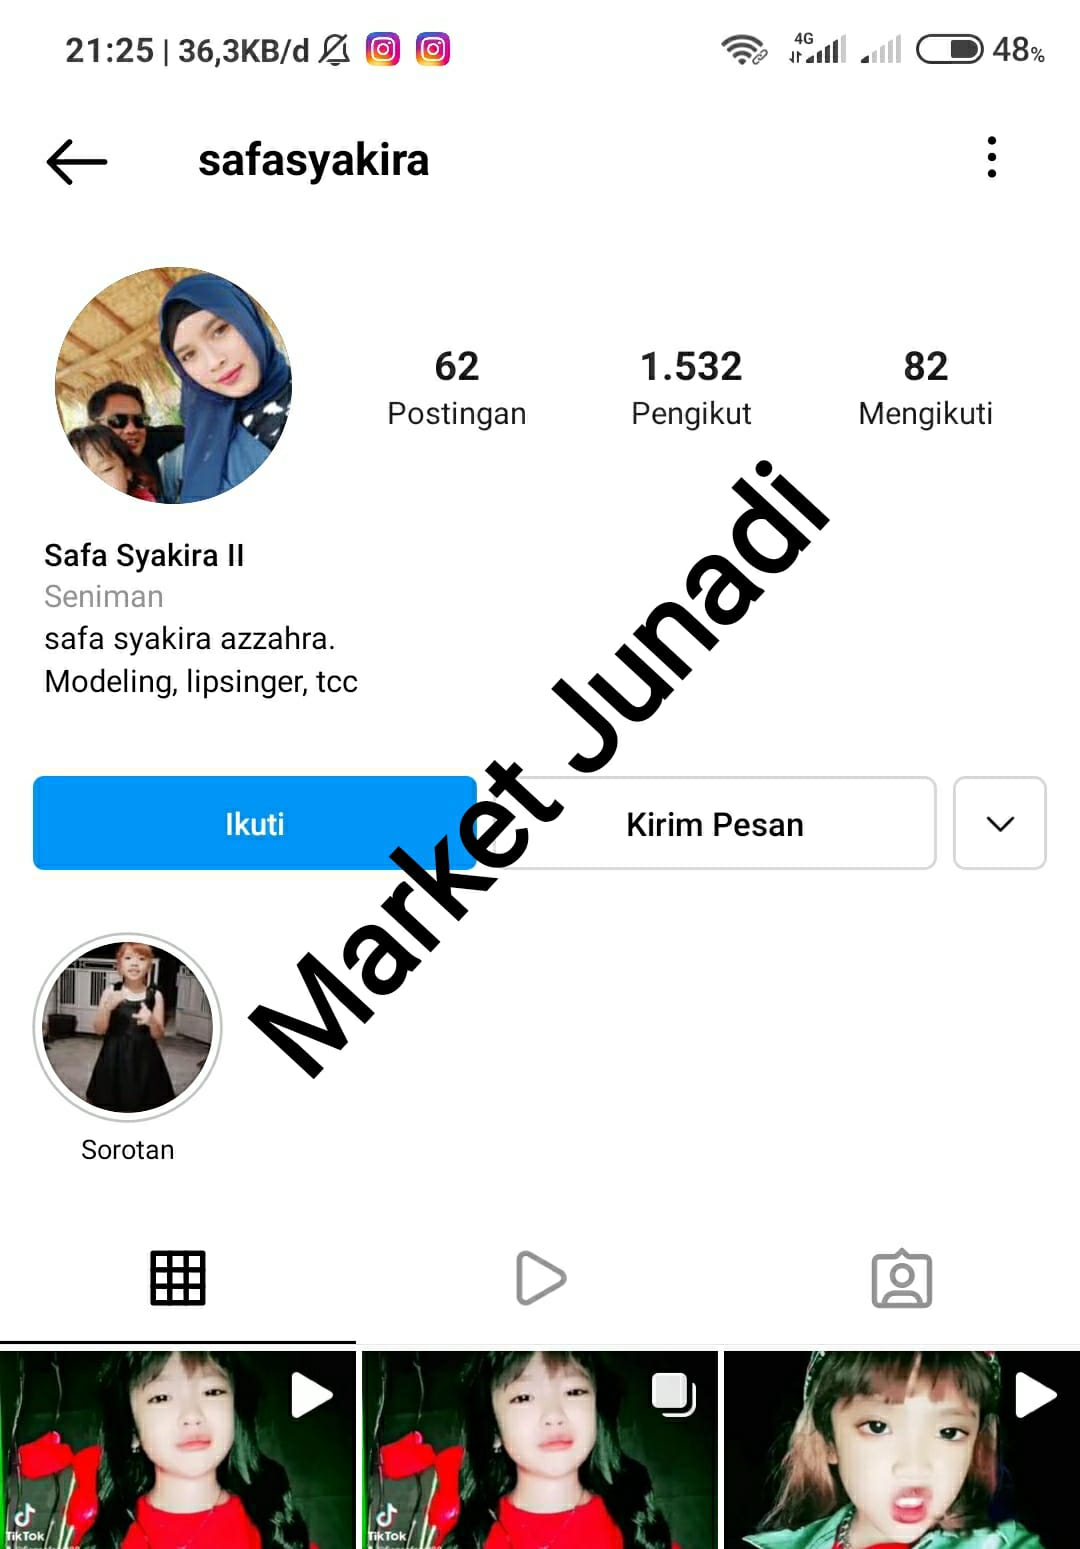 21:25 | 36,3KB/d
4G
48%
safasyakira
62
1.532
82
Postingan
Pengikut
Mengikuti
Safa Syakira II
Seniman
safa syakira azzahra.
Modeling, lipsinger, tcc
Market Junadi
Ikuti
Kirim Pesan
Sorotan
TikTok
TikTok